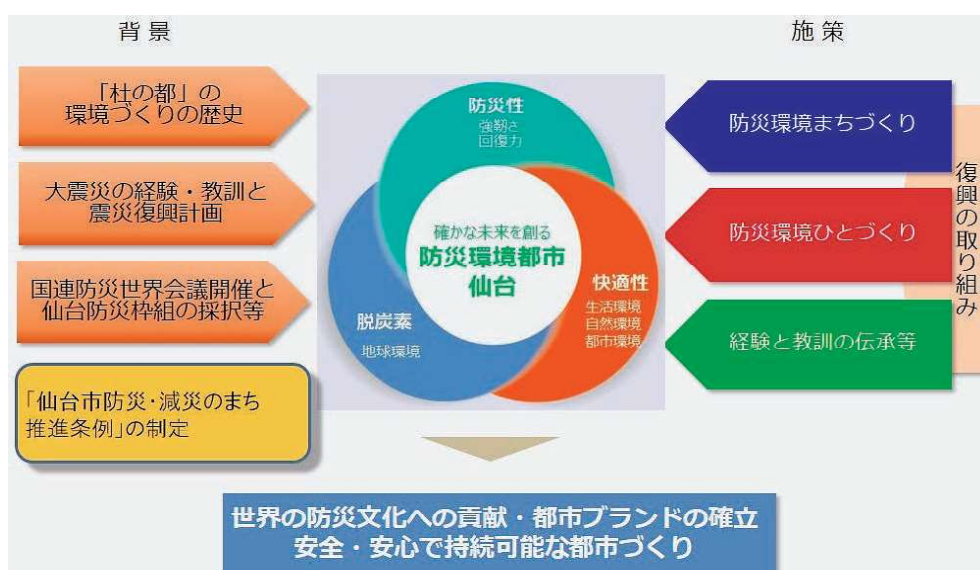 背景
「杜の都」の
環境づくりの歴史
大震災の経験・教訓と
震災復興計画
国連防災世界会議開催と
仙台防災枠組の採択等
「仙台市防災・減災のまち
推進条例」の制定
防災性
強靭さ
回復力
確かな未来を創る
防災環境都市
仙台
脱炭素
地球環境
快適性
生活環境
自然環境
都市環境
施策
防災環境まちづくり
防災環境ひとづくり
経験と教訓の伝承等
復興の取り組み
世界の防災文化への貢献・都市ブランドの確立
安全・安心で持続可能な都市づくり